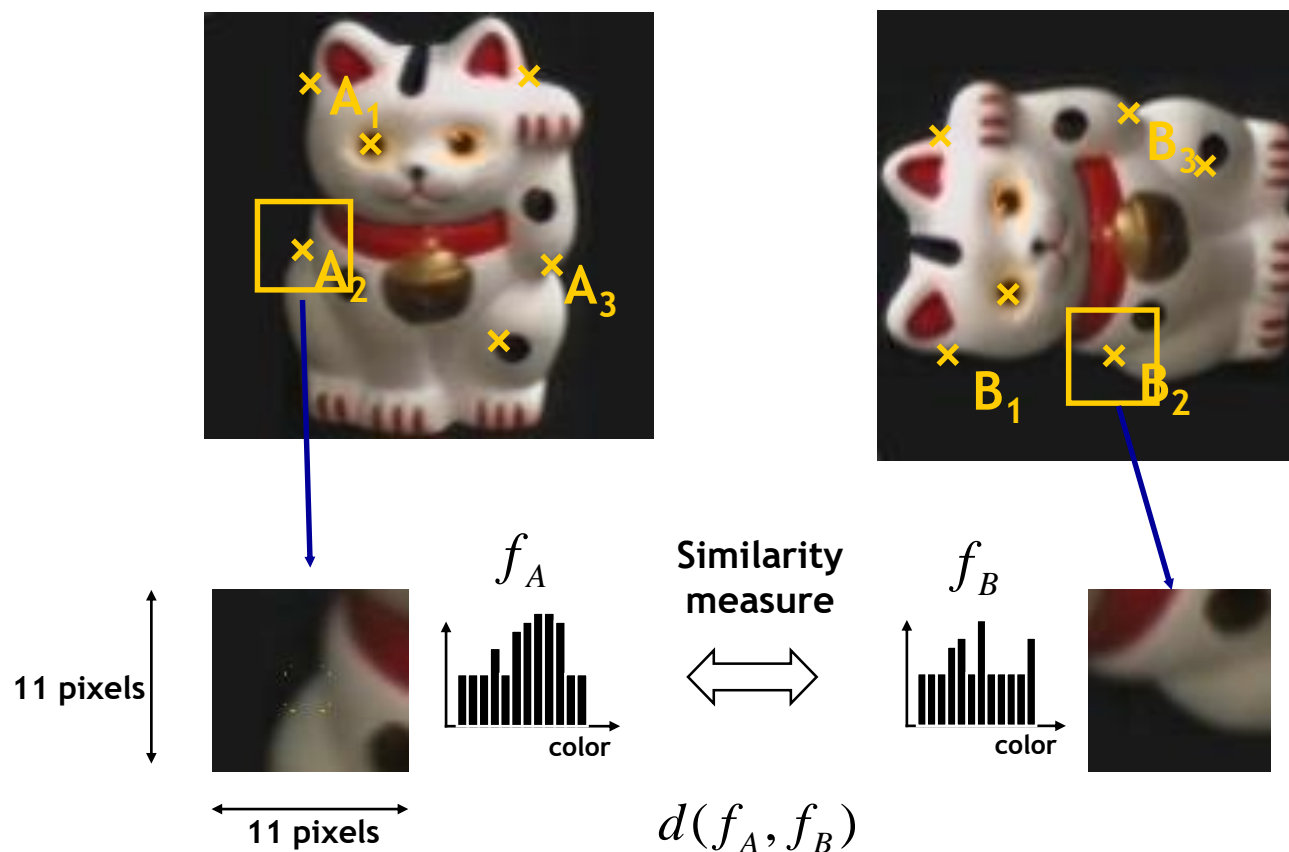 A₁
A₂
A₃
B₃
B₁
B₂
f_A
Similarity
measure
f_B
11 pixels
color
color
11 pixels
d(f_A, f_B)